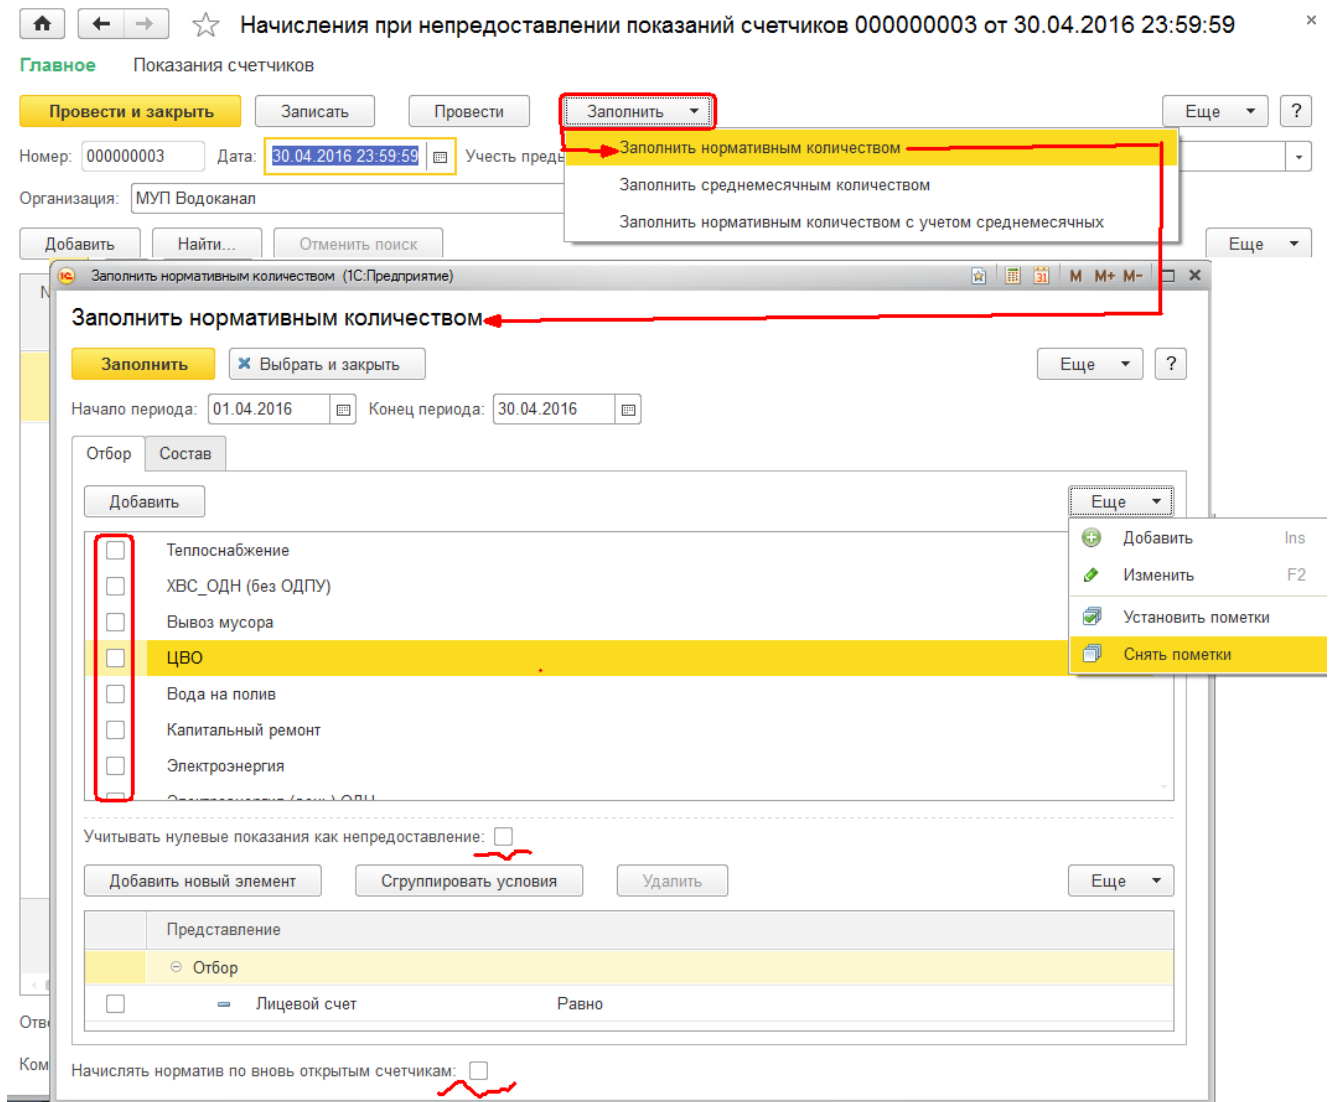 Начисления при непредоставлении показаний счетчиков 000000003 от 30.04.2016 23:59:59
Главное Показания счетчиков
Провести и закрыть Записать Провести Заполнить Еще ?
Номер: 000000003 Дата: 30.04.2016 23:59:59 Учесть пред
Заполнить нормативным количеством
Заполнить среднемесячным количеством
Заполнить нормативным количеством с учетом среднемесячных
Организация: МУП Водоканал
Добавить Найти... Отменить поиск Еще
N
Заполнить нормативным количеством (1С:Предприятие) 31 M M+ M-
Заполнить нормативным количеством
Заполнить Выбрать и закрыть Еще ?
Начало периода: 01.04.2016 Конец периода: 30.04.2016
Отбор Состав
Добавить Еще
Добавить Ins
Изменить F2
Установить пометки
Снять пометки
Теплоснабжение
ХВС_ОДН (без ОДПУ)
Вывоз мусора
ЦВО
Вода на полив
Капитальный ремонт
Электроэнергия
Учитывать нулевые показания как непредоставление:
Добавить новый элемент Сгруппировать условия Удалить Еще
Представление
Отбор
Лицевой счет Равно
Отв
Начислять норматив по вновь открытым счетчикам:
Ком